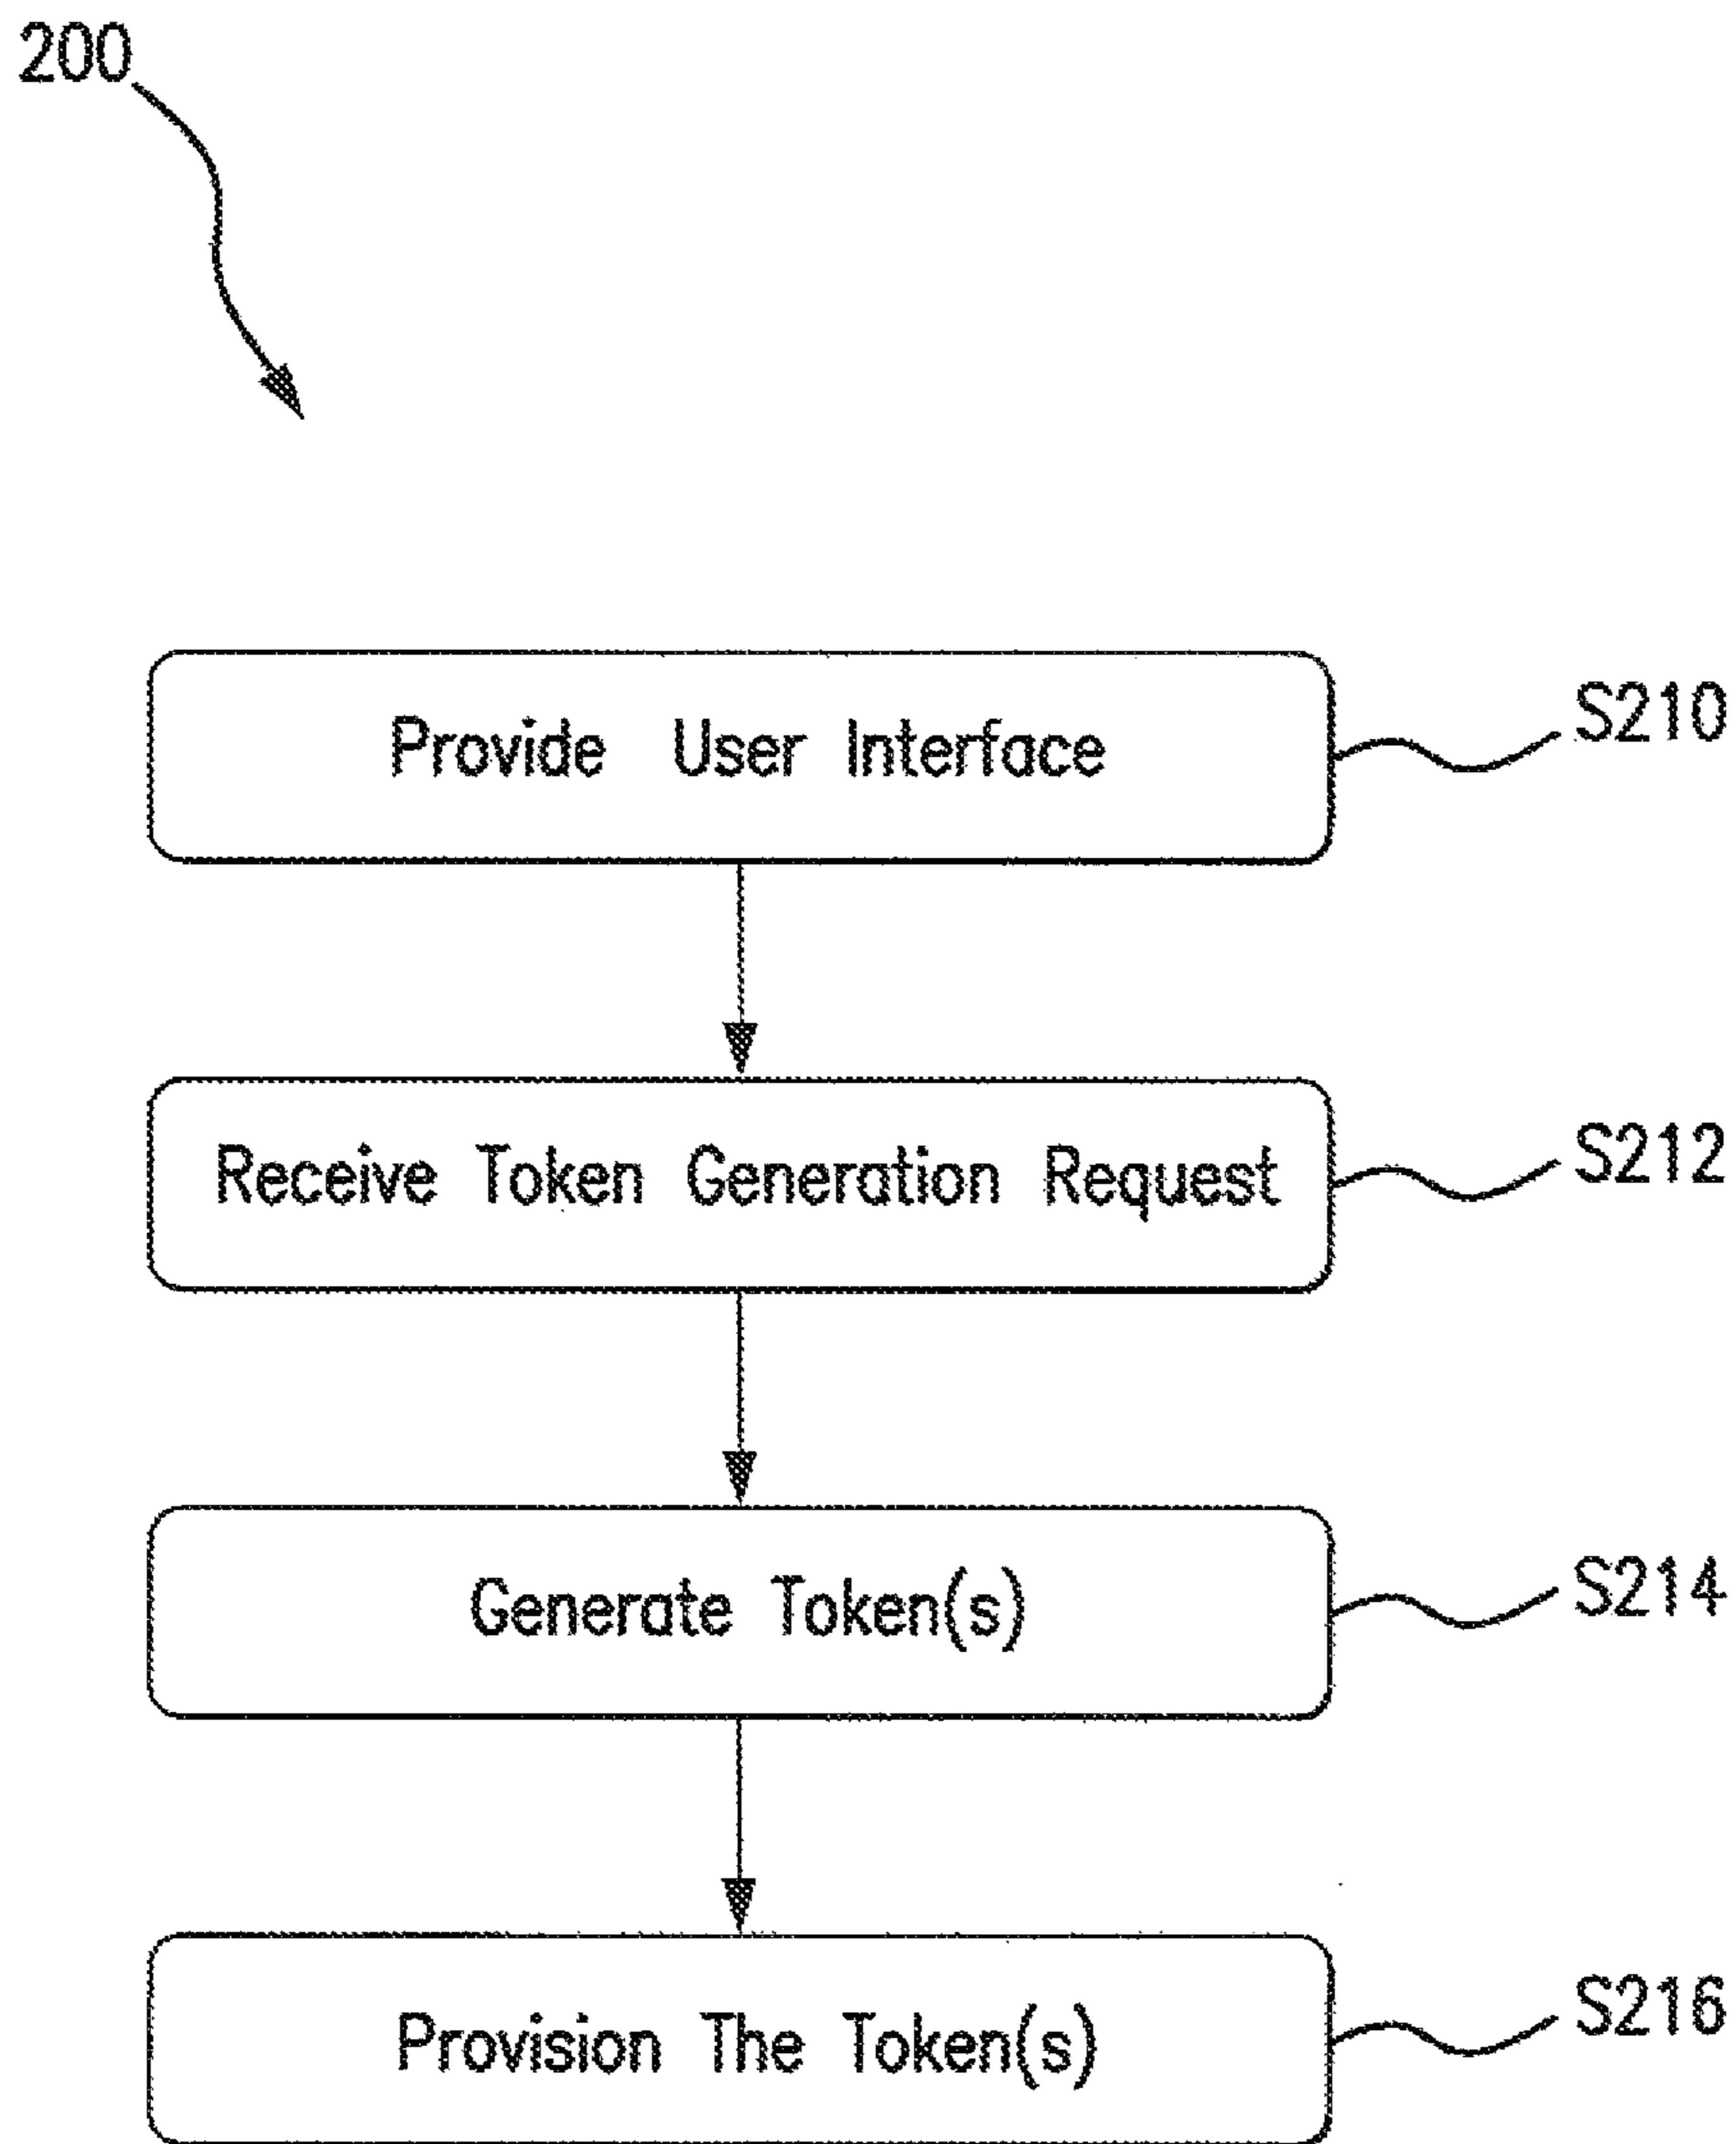 200
Provide User Interface
S210
Receive Token Generation Request
S212
Generate Token(s)
S214
Provision The Token(s)
S216